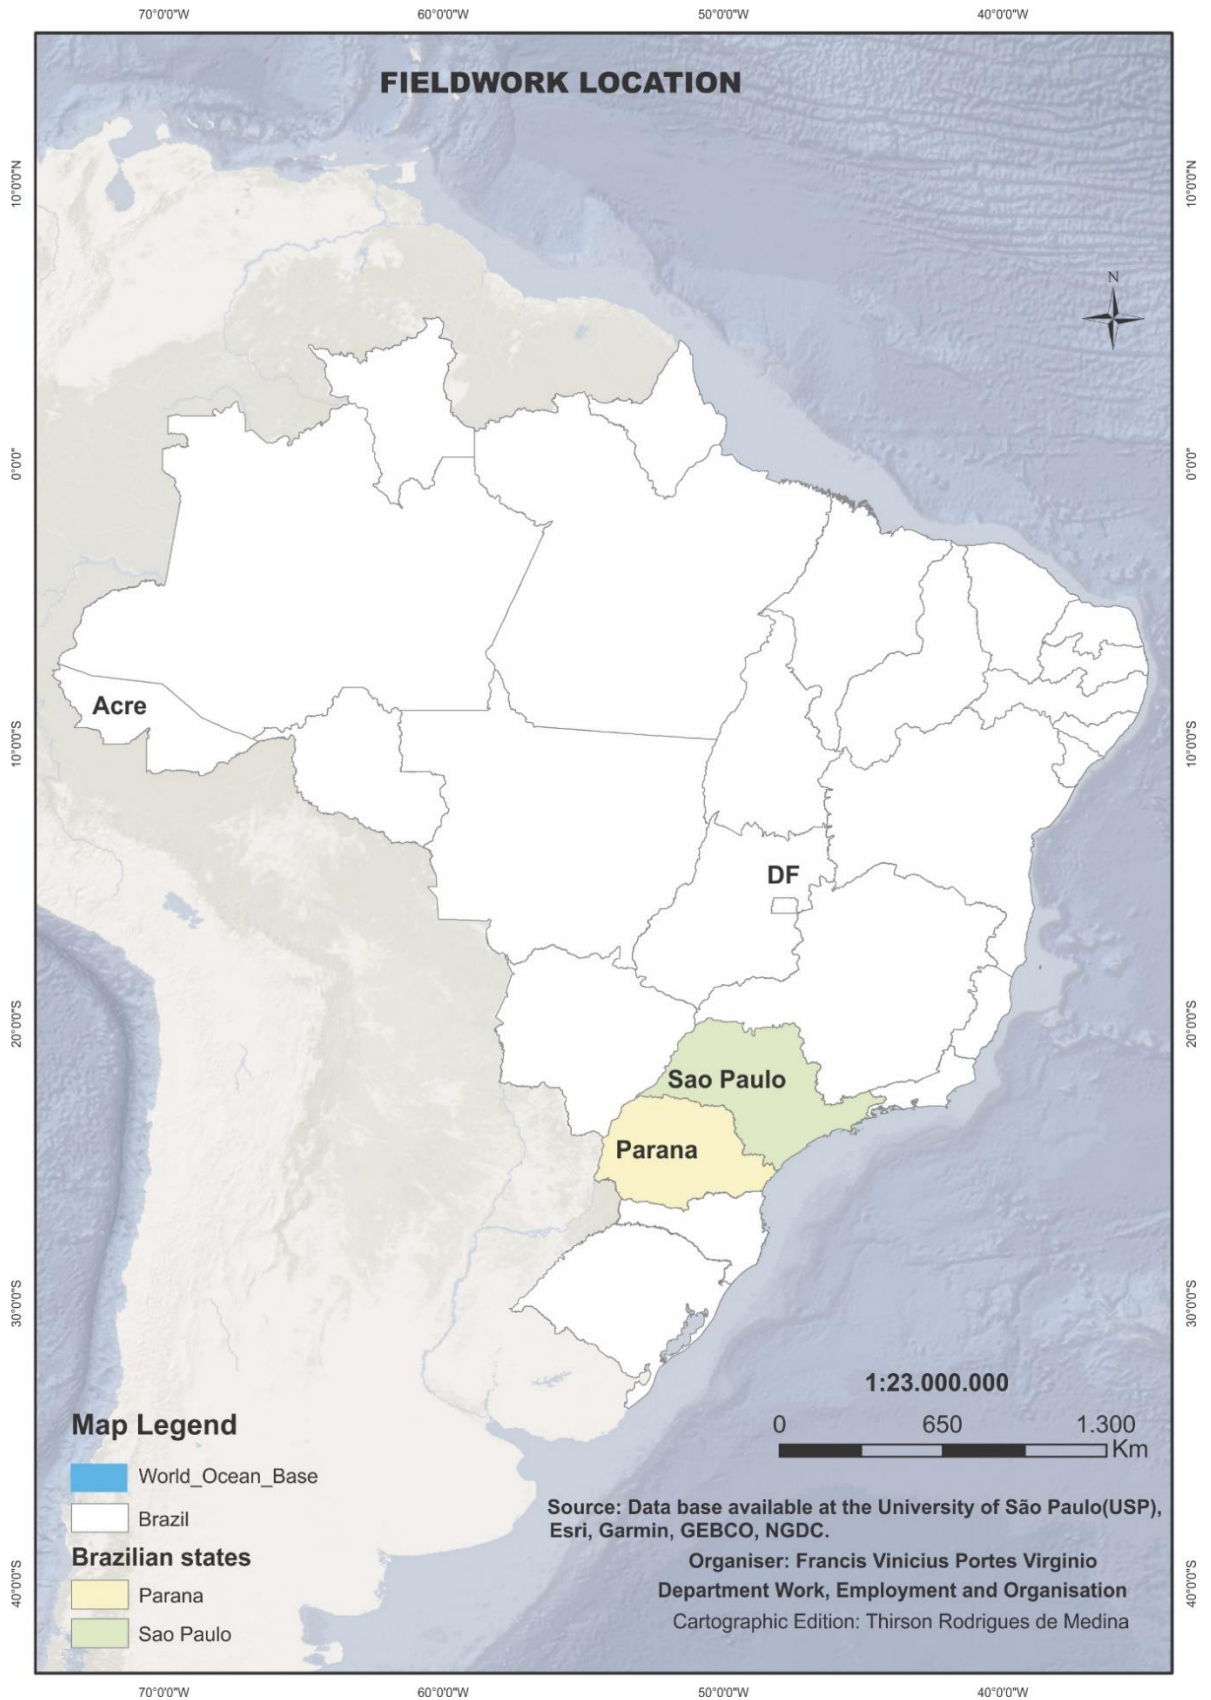 70°0'0"W 60°0'0"W 50°0'0"W 40°0'0"W
FIELDWORK LOCATION
10°0'0"N 10°0'0"N
N
0°0'0" 0°0'0"
Acre
10°0'0"S 10°0'0"S
DF
20°0'0"S 20°0'0"S
Sao Paulo
Parana
30°0'0"S 30°0'0"S
1:23.000.000
0 650 1.300
Km
Map Legend
World_Ocean_Base
Brazil
Brazilian states
Parana
Sao Paulo
Source: Data base available at the University of São Paulo(USP),
Esri, Garmin, GEBCO, NGDC.
Organiser: Francis Vinicius Portes Virginio
Department Work, Employment and Organisation
Cartographic Edition: Thirson Rodrigues de Medina
40°0'0"S 40°0'0"S
70°0'0"W 60°0'0"W 50°0'0"W 40°0'0"W